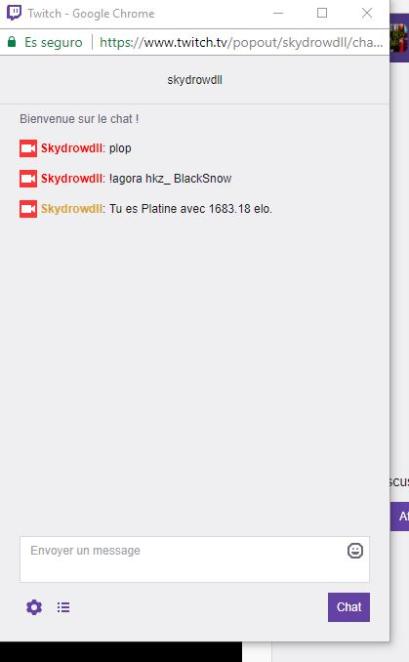 Twitch - Google Chrome
Es seguro | https://www.twitch.tv/popout/skydrowdll/cha...
skydrowdll
Bienvenue sur le chat !
Skydrowdll: plop
Skydrowdll: !agora hkz_ BlackSnow
Skydrowdll: Tu es Platine avec 1683.18 elo.
scus
At
Envoyer un message
Chat